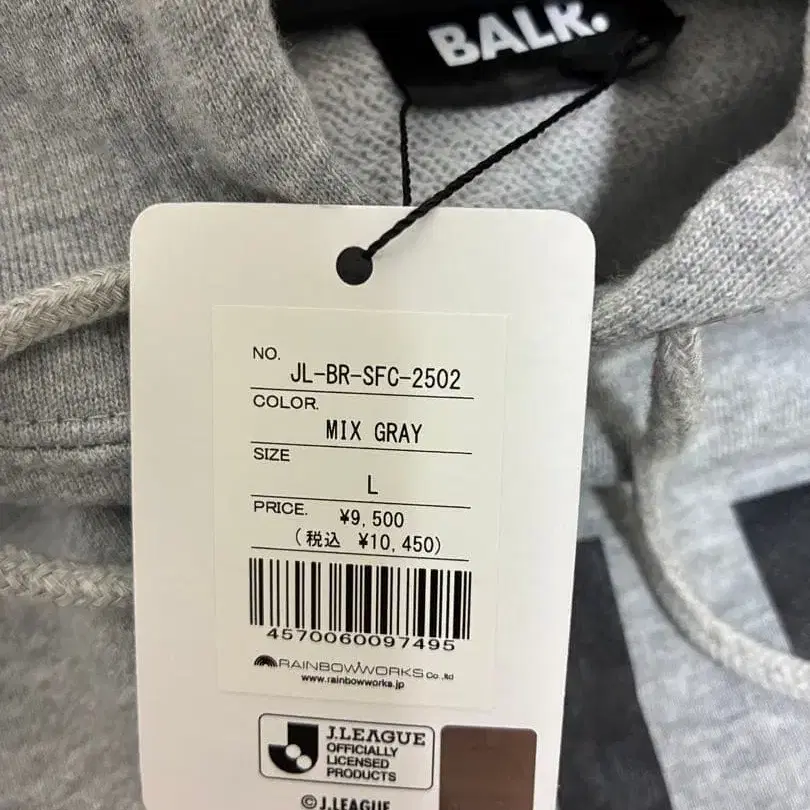 BALR.
NO. JL-BR-SFC-2502
COLOR. MIX GRAY
SIZE L
PRICE. ¥9,500
(税込 ¥10,450)
4570060097495
RAINBOWWORKS Co.,ltd
www.rainbowworks.jp
J.LEAGUE
OFFICIALLY
LICENSED
PRODUCTS
©J.LEAGUE